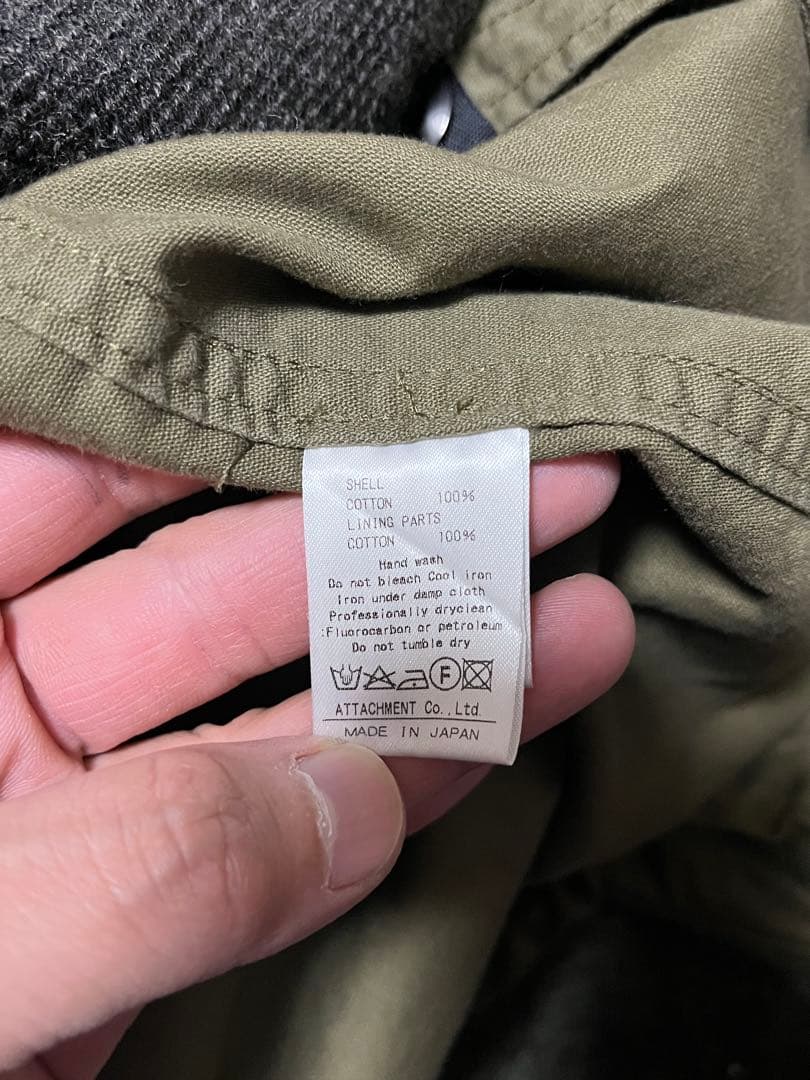 SHELL
COTTON 100%
LINING PARTS
COTTON 100%
Hand wash
Do not bleach Cool iron
Iron under damp cloth
Professionally dryclean
:Fluorocarbon or petroleum
Do not tumble dry
F
ATTACHMENT Co.,Ltd.
MADE IN JAPAN